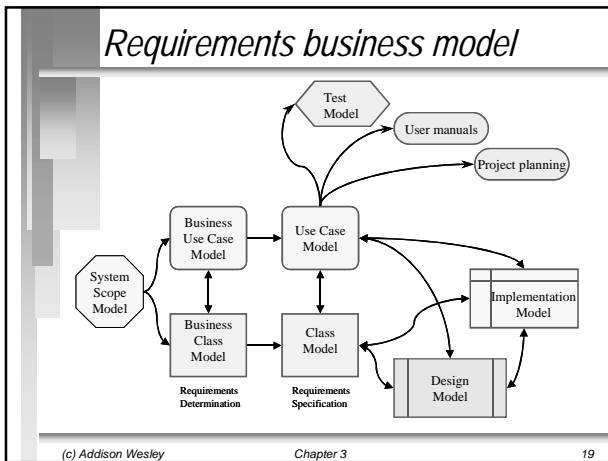 Requirements business model
Test
Model
User manuals
Project planning
Business
Use Case
Model
Use Case
Model
System
Scope
Model
Implementation
Model
Business
Class
Model
Class
Model
Design
Model
Requirements
Determination
Requirements
Specification
(c) Addison Wesley
Chapter 3
19